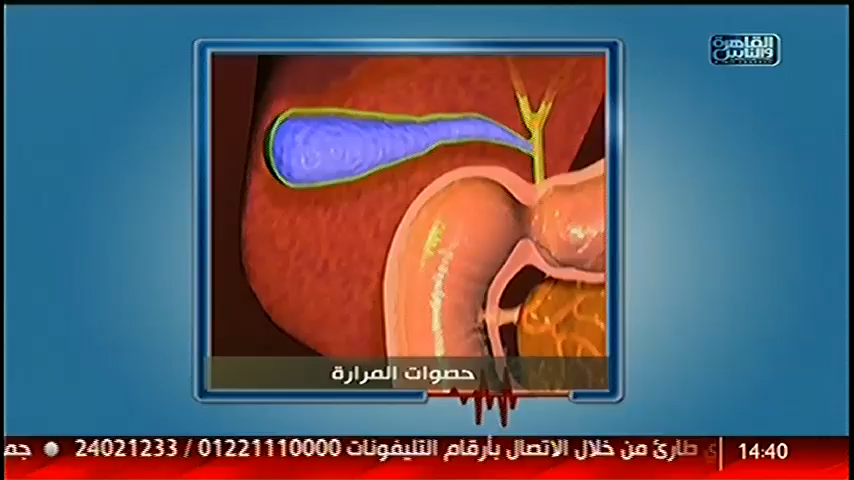 القاهرة
والناس
حصوات المرارة
طارئ من خلال الاتصال بأرقام التليفونات 01221110000 / 24021233
14:40